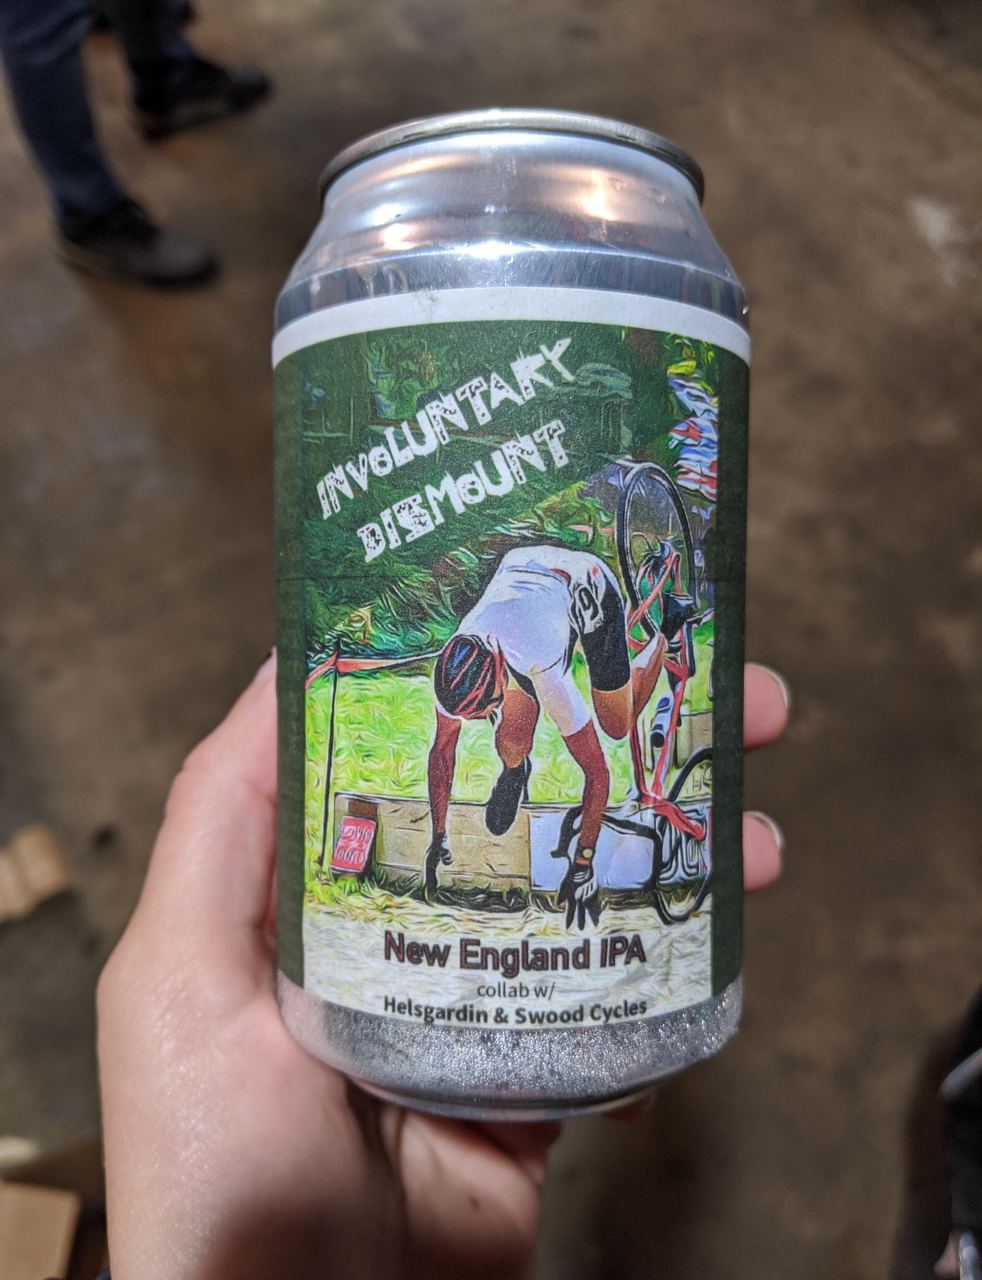 INVOLUNTARY
DISMOUNT
New England IPA
collab w/
Helsgardin & Swood Cycles